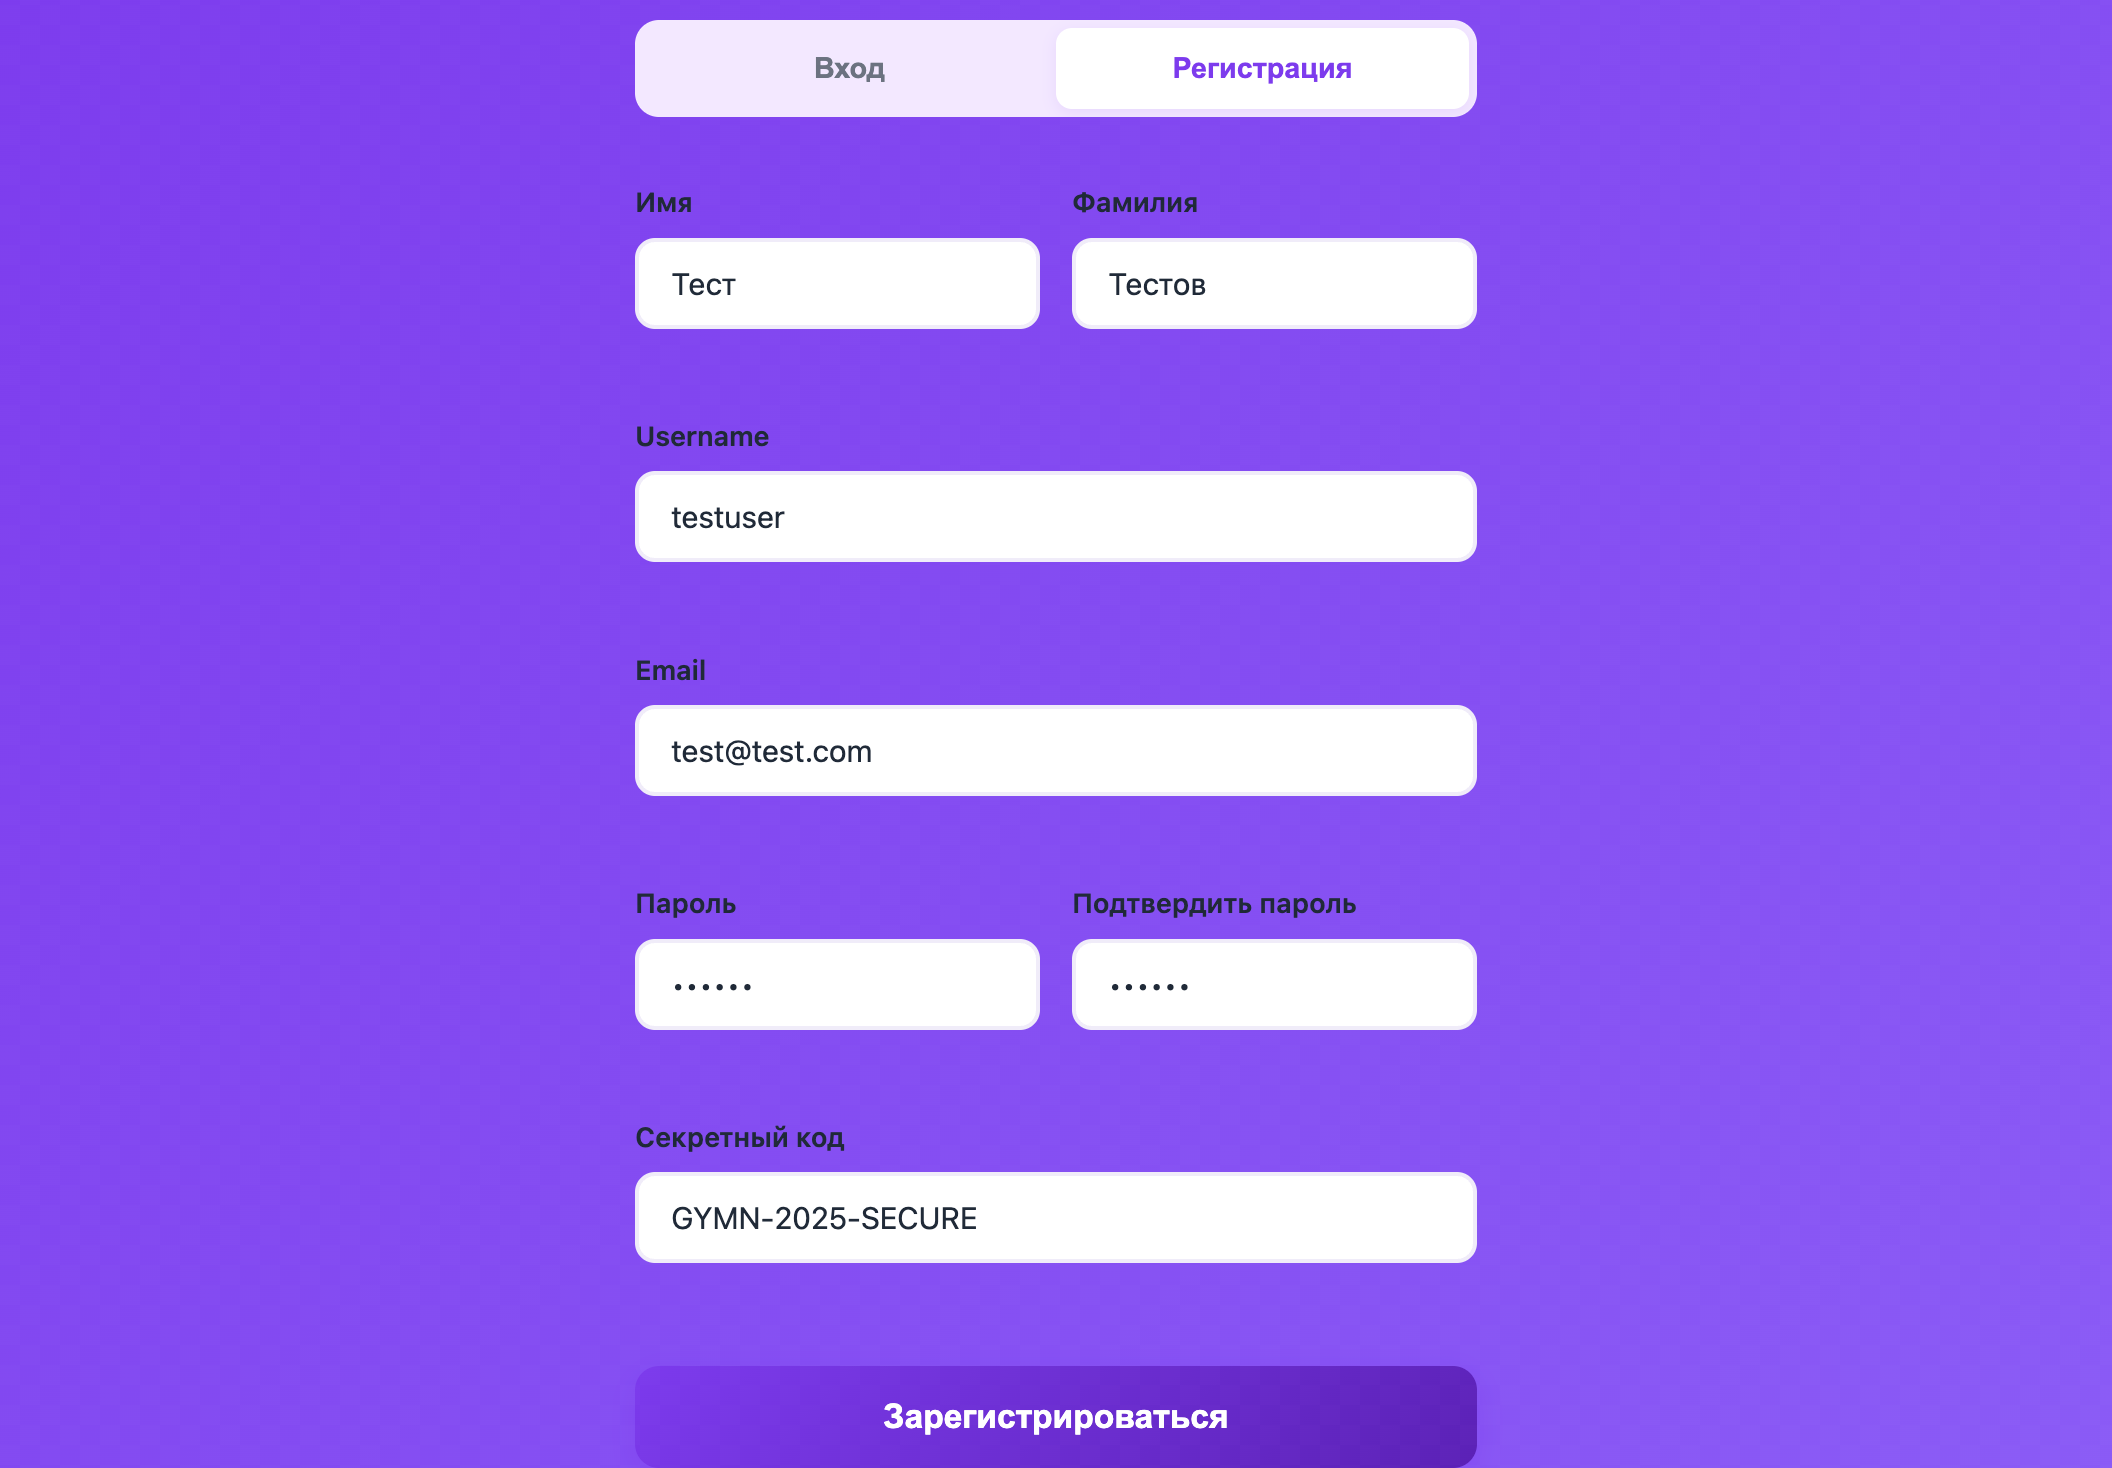 Вход Регистрация
Имя Фамилия
Тест Тестов
Username
testuser
Email
test@test.com
Пароль Подтвердить пароль
•••••• ••••••
Секретный код
GYMN-2025-SECURE
Зарегистрироваться